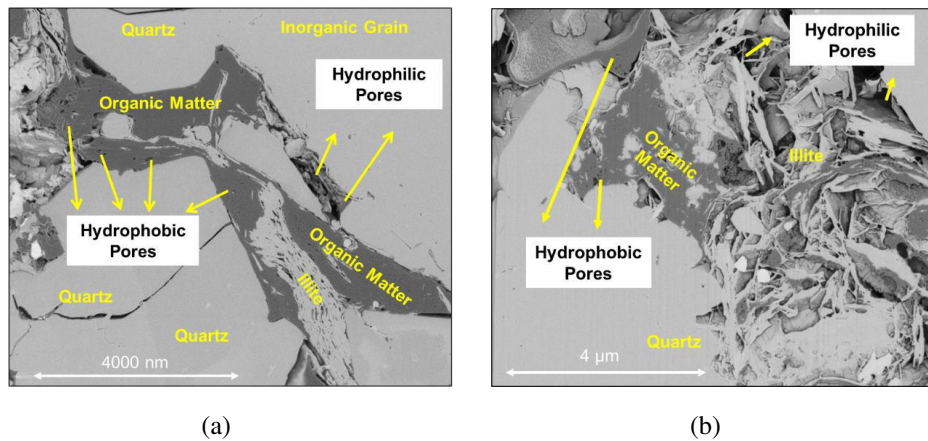 Quartz
Inorganic Grain
Hydrophilic
Pores
Organic Matter
Hydrophobic
Pores
Organic Matter
Illite
Quartz
Quartz
4000 nm
(a)
Hydrophilic
Pores
Illite
Organic
Matter
Hydrophobic
Pores
Quartz
4 μm
(b)